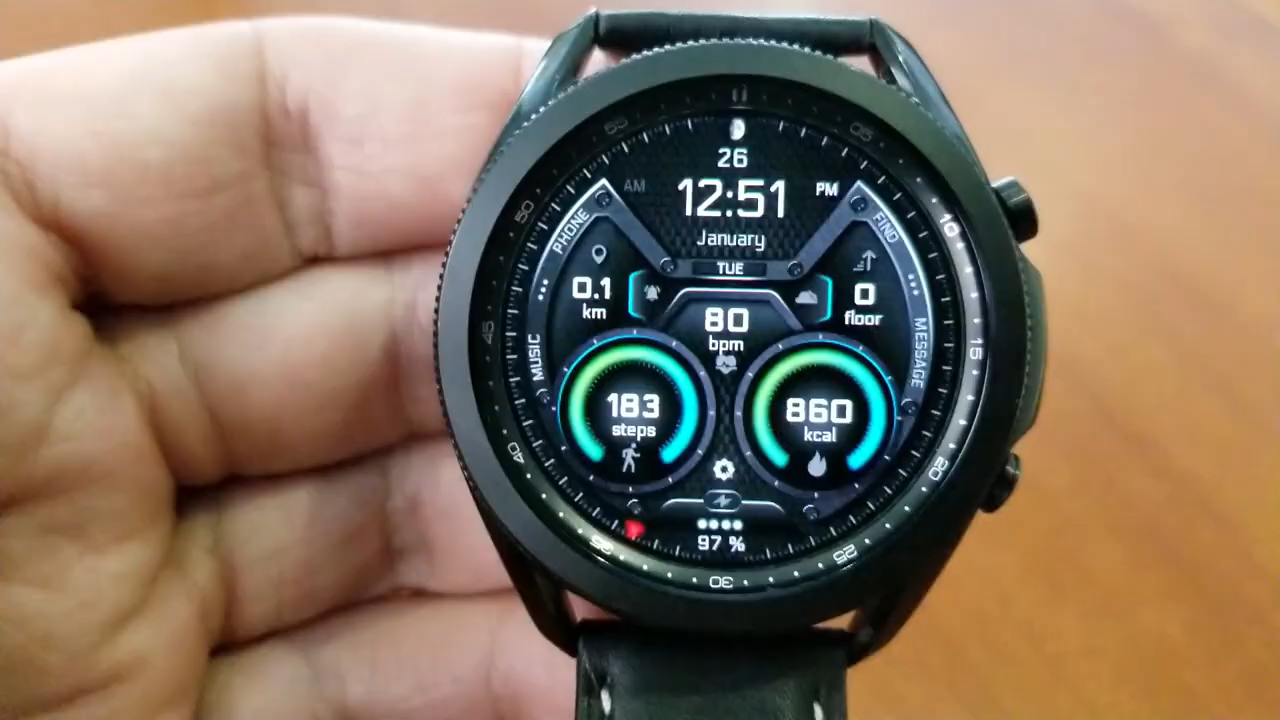 26
AM 12:51 PM
January
TUE
PHONE
FIND
0.1
km
0
floor
80
bpm
MUSIC
MESSAGE
183
steps
860
kcal
97 %
55
05
50
10
45
15
40
20
35
25
30